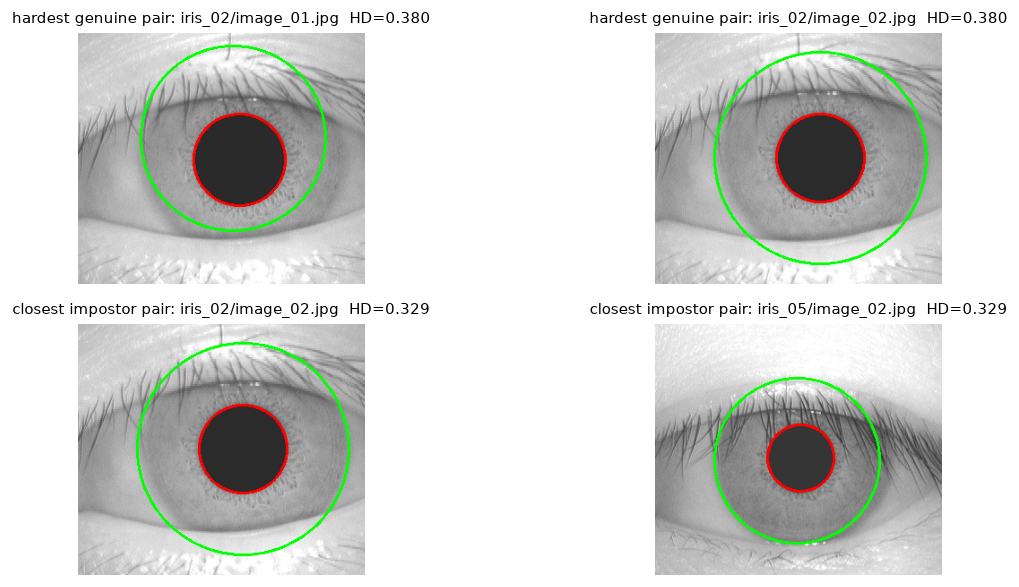 hardest genuine pair: iris_02/image_01.jpg  HD=0.380
hardest genuine pair: iris_02/image_02.jpg  HD=0.380
closest impostor pair: iris_02/image_02.jpg  HD=0.329
closest impostor pair: iris_05/image_02.jpg  HD=0.329